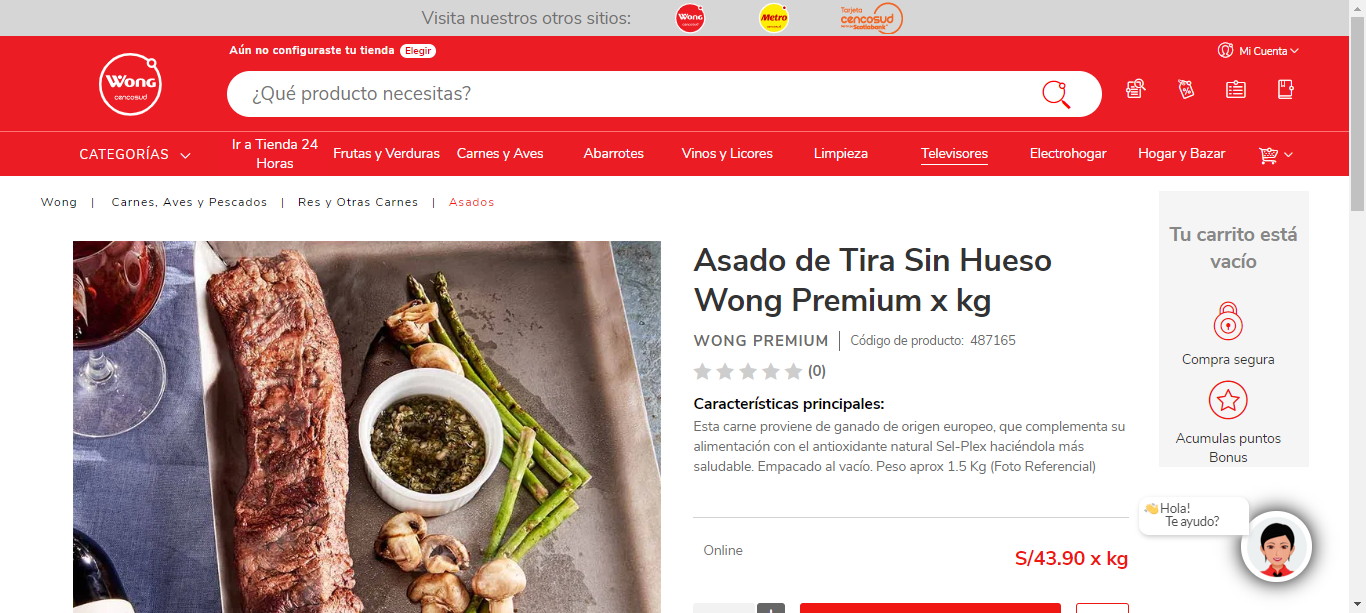 Visita nuestros otros sitios:
Wong
cencosud
Metro
cencosud
Tarjeta
cencosud
Scotiabank
Aún no configuraste tu tienda Elegir
Mi Cuenta
Wong
cencosud
¿Qué producto necesitas?
CATEGORÍAS
Ir a Tienda 24
Horas
Frutas y Verduras
Carnes y Aves
Abarrotes
Vinos y Licores
Limpieza
Televisores
Electrohogar
Hogar y Bazar
Wong | Carnes, Aves y Pescados | Res y Otras Carnes | Asados
Tu carrito está
vacío
Compra segura
Acumulas puntos
Bonus
Asado de Tira Sin Hueso
Wong Premium x kg
WONG PREMIUM | Código de producto: 487165
(0)
Características principales:
Esta carne proviene de ganado de origen europeo, que complementa su
alimentación con el antioxidante natural Sel-Plex haciéndola más
saludable. Empacado al vacío. Peso aprox 1.5 Kg (Foto Referencial)
Online
S/43.90 x kg
👋Hola!
Te ayudo?